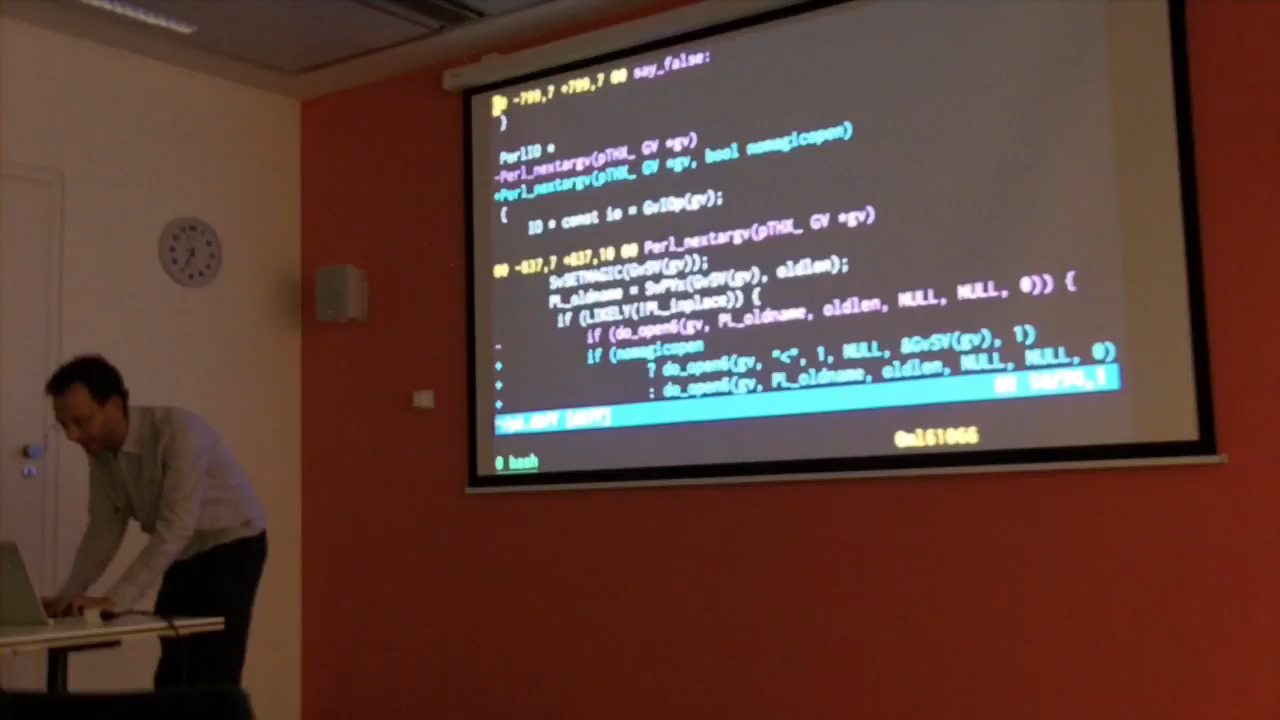 @@ -799,7 +799,7 @@ say_false:
}
PerlIO *
-Perl_nextargv(pTHX_ GV *gv)
+Perl_nextargv(pTHX_ GV *gv, bool nomagicopen)
{
IO * const io = GvIOp(gv);
@@ -837,7 +837,10 @@ Perl_nextargv(pTHX_ GV *gv)
SvSETMAGIC(GvSV(gv));
PL_oldname = SvPVx(GvSV(gv), oldlen);
if (LIKELY(!PL_inplace)) {
- if (do_open6(gv, PL_oldname, oldlen, NULL, NULL, 0)) {
+ if (nomagicopen
+ ? do_open6(gv, "<", 1, NULL, &GvSV(gv), 1)
+ : do_open6(gv, PL_oldname, oldlen, NULL, NULL, 0)
0 bash